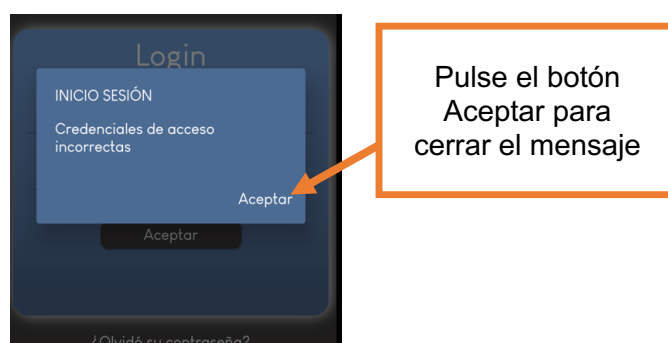 Login
INICIO SESIÓN
Credenciales de acceso
incorrectas
Aceptar
Aceptar
¿Olvidó su contraseña?
Pulse el botón
Aceptar para
cerrar el mensaje